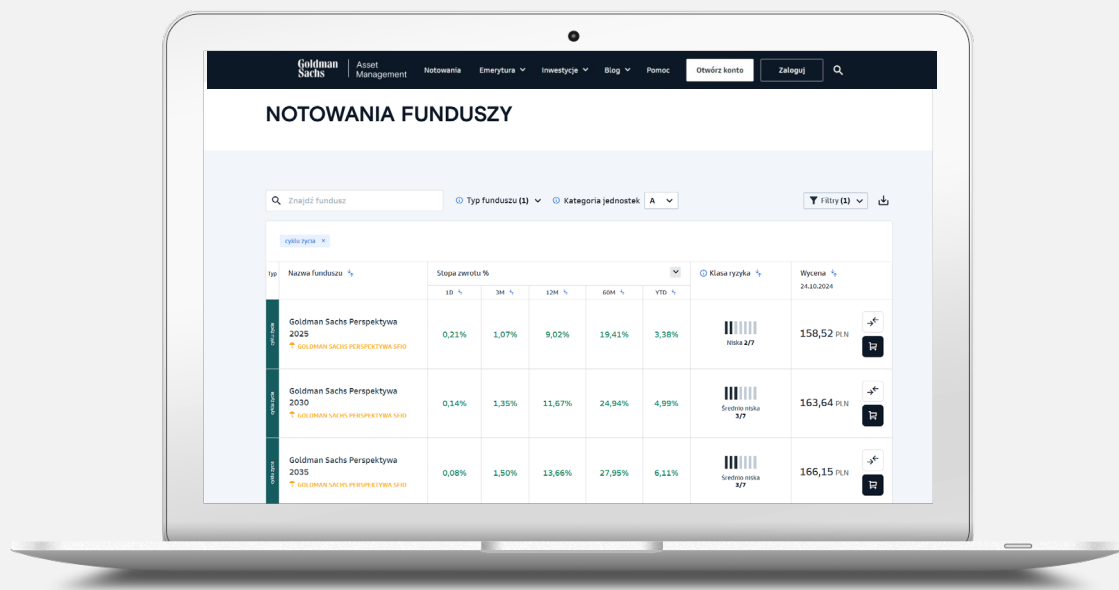 Goldman Sachs Asset Management Notowania Emerytura Inwestycje Blog Pomoc Otwórz konto Zaloguj
NOTOWANIA FUNDUSZY
Znajdź fundusz Typ funduszu (1) Kategoria jednostek A Filtry (1)
cyklu życia ×
Typ Nazwa funduszu Stopa zwrotu % Klasa ryzyka Wycena
24.10.2024
1D 3M 12M 60M YTD
cyklu życia
Goldman Sachs Perspektywa
2025
GOLDMAN SACHS PERSPEKTYWA SFIO
0,21% 1,07% 9,02% 19,41% 3,38%
Niska 2/7
158,52 PLN
cyklu życia
Goldman Sachs Perspektywa
2030
GOLDMAN SACHS PERSPEKTYWA SFIO
0,14% 1,35% 11,67% 24,94% 4,99%
Średnio niska
3/7
163,64 PLN
cyklu życia
Goldman Sachs Perspektywa
2035
GOLDMAN SACHS PERSPEKTYWA SFIO
0,08% 1,50% 13,66% 27,95% 6,11%
Średnio niska
3/7
166,15 PLN